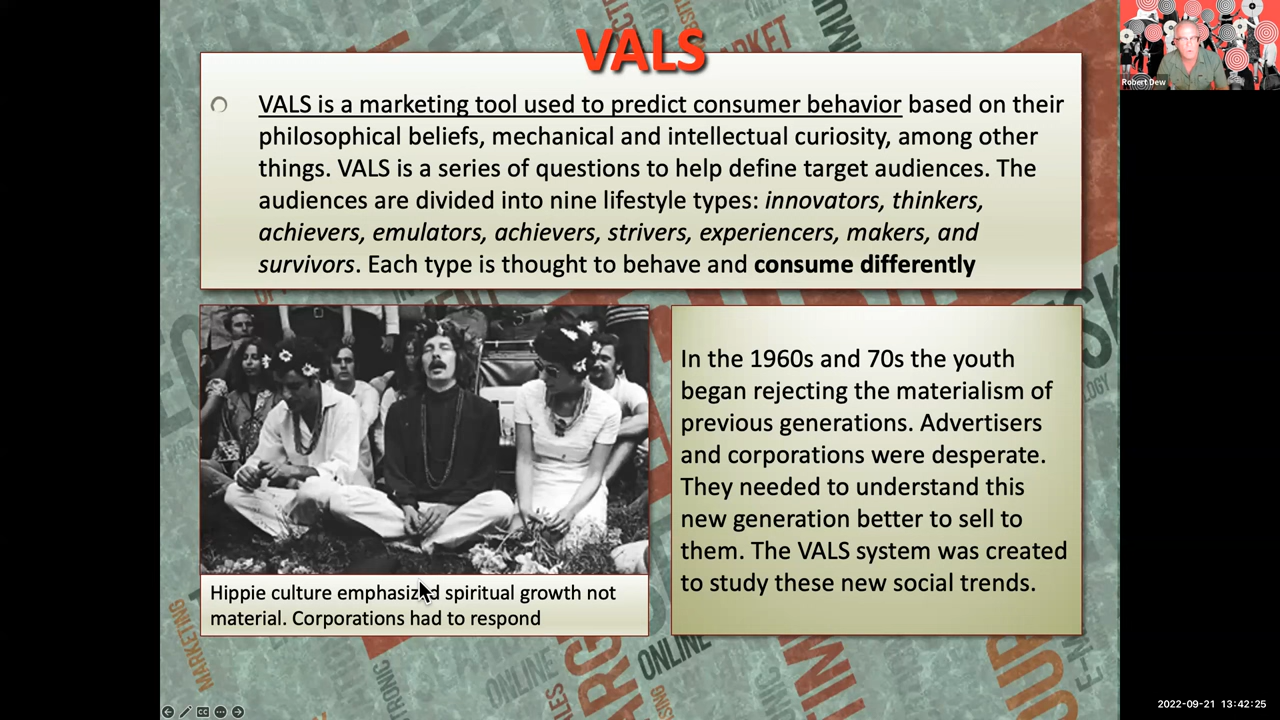 VALS
VALS is a marketing tool used to predict consumer behavior based on their
philosophical beliefs, mechanical and intellectual curiosity, among other
things. VALS is a series of questions to help define target audiences. The
audiences are divided into nine lifestyle types: innovators, thinkers,
achievers, emulators, achievers, strivers, experiencers, makers, and
survivors. Each type is thought to behave and consume differently
In the 1960s and 70s the youth
began rejecting the materialism of
previous generations. Advertisers
and corporations were desperate.
They needed to understand this
new generation better to sell to
them. The VALS system was created
to study these new social trends.
Hippie culture emphasized spiritual growth not
material. Corporations had to respond
Robert Dew
MARKET
MARKETING
ONLINE
ONLINE
2022-09-21 13:42:25